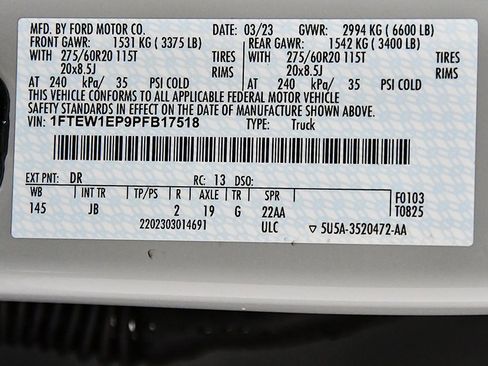 MFD. BY FORD MOTOR CO. 03/23 GVWR: 2994 KG ( 6600 LB)
FRONT GAWR: 1531 KG ( 3375 LB) REAR GAWR: 1542 KG ( 3400 LB)
WITH 275/60R20 115T TIRES WITH 275/60R20 115T TIRES
20x8.5J RIMS 20x8.5J RIMS
AT 240 kPa/ 35 PSI COLD AT 240 kPa/ 35 PSI COLD
THIS VEHICLE CONFORMS TO ALL APPLICABLE FEDERAL MOTOR VEHICLE
SAFETY STANDARDS IN EFFECT ON THE DATE OF MANUFACTURE SHOWN ABOVE.
VIN: 1FTEW1EP9PFB17518 TYPE: Truck
EXT PNT: DR RC: 13 DSO:
WB INT TR TP/PS R AXLE TR SPR F0103
145 JB 2 19 G 22AA T0825
2202303014691 ULC ▽ 5U5A-3520472-AA